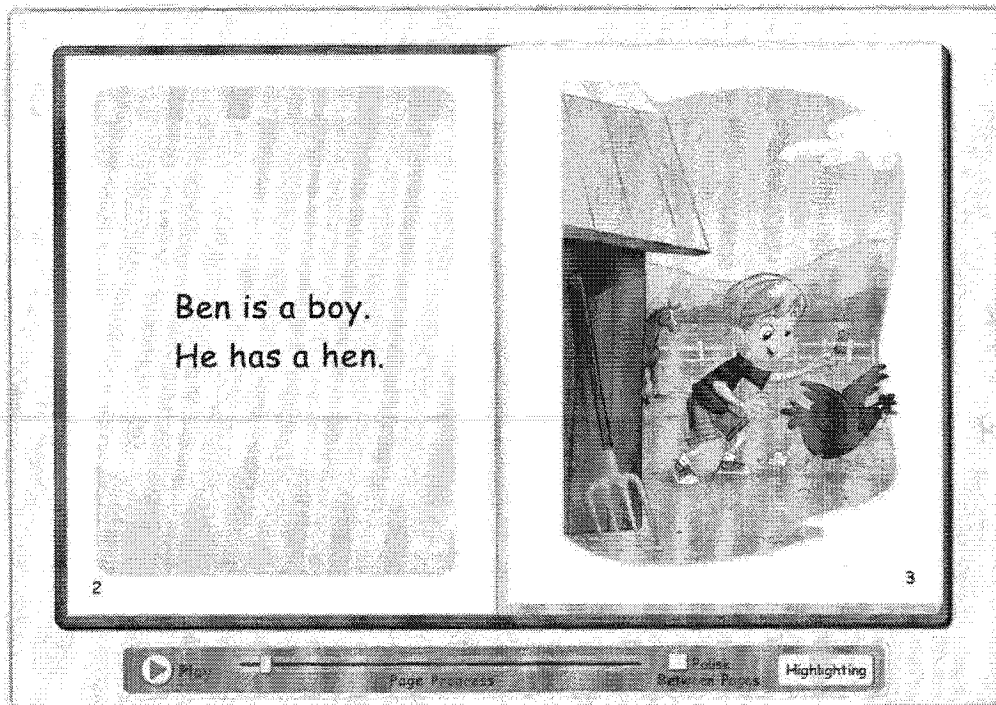 Ben is a boy.
He has a hen.
2
3
Play
Page Progress
Pause
Between Pages
Highlighting